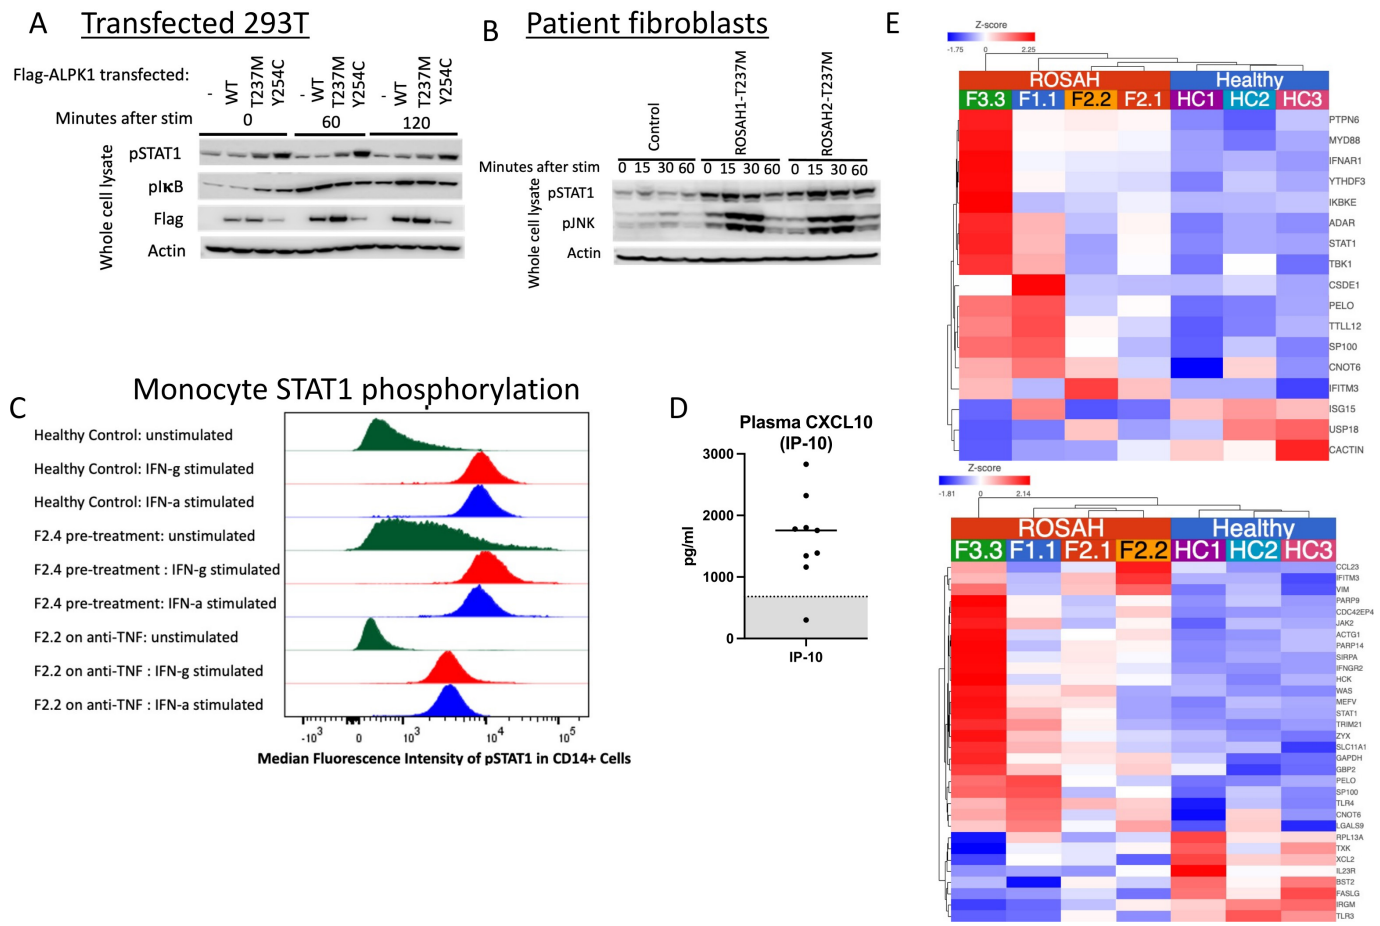 A Transfected 293T
Flag-ALPK1 transfected:
- WT T237M Y254C - WT T237M Y254C - WT T237M Y254C
Minutes after stim 0 60 120
Whole cell lysate
pSTAT1
pIκB
Flag
Actin
B Patient fibroblasts
Control ROSAH1-T237M ROSAH2-T237M
Minutes after stim 0 15 30 60 0 15 30 60 0 15 30 60
Whole cell lysate
pSTAT1
pJNK
Actin
C Monocyte STAT1 phosphorylation
Healthy Control: unstimulated
Healthy Control: IFN-g stimulated
Healthy Control: IFN-a stimulated
F2.4 pre-treatment: unstimulated
F2.4 pre-treatment : IFN-g stimulated
F2.4 pre-treatment: IFN-a stimulated
F2.2 on anti-TNF: unstimulated
F2.2 on anti-TNF : IFN-g stimulated
F2.2 on anti-TNF : IFN-a stimulated
-10³ 0 10³ 10⁴ 10⁵
Median Fluorescence Intensity of pSTAT1 in CD14+ Cells
D
Plasma CXCL10
(IP-10)
3000
2000
1000
0
pg/ml
IP-10
E
Z-score
-1.75 0 2.25
ROSAH Healthy
F3.3 F1.1 F2.2 F2.1 HC1 HC2 HC3
PTPN6
MYD88
IFNAR1
YTHDF3
IKBKE
ADAR
STAT1
TBK1
CSDE1
PELO
TTLL12
SP100
CNOT6
IFITM3
ISG15
USP18
CACTIN
Z-score
-1.81 0 2.14
ROSAH Healthy
F3.3 F1.1 F2.1 F2.2 HC1 HC2 HC3
CCL23
IFITM3
VIM
PARP9
CDC42EP4
JAK2
ACTG1
PARP14
SIRPA
IFNGR2
HCK
WAS
MEFV
STAT1
TRIM21
ZYX
SLC11A1
GAPDH
GBP2
PELO
SP100
TLR4
CNOT6
LGALS9
RPL13A
TXK
XCL2
IL23R
BST2
FASLG
IRGM
TLR3